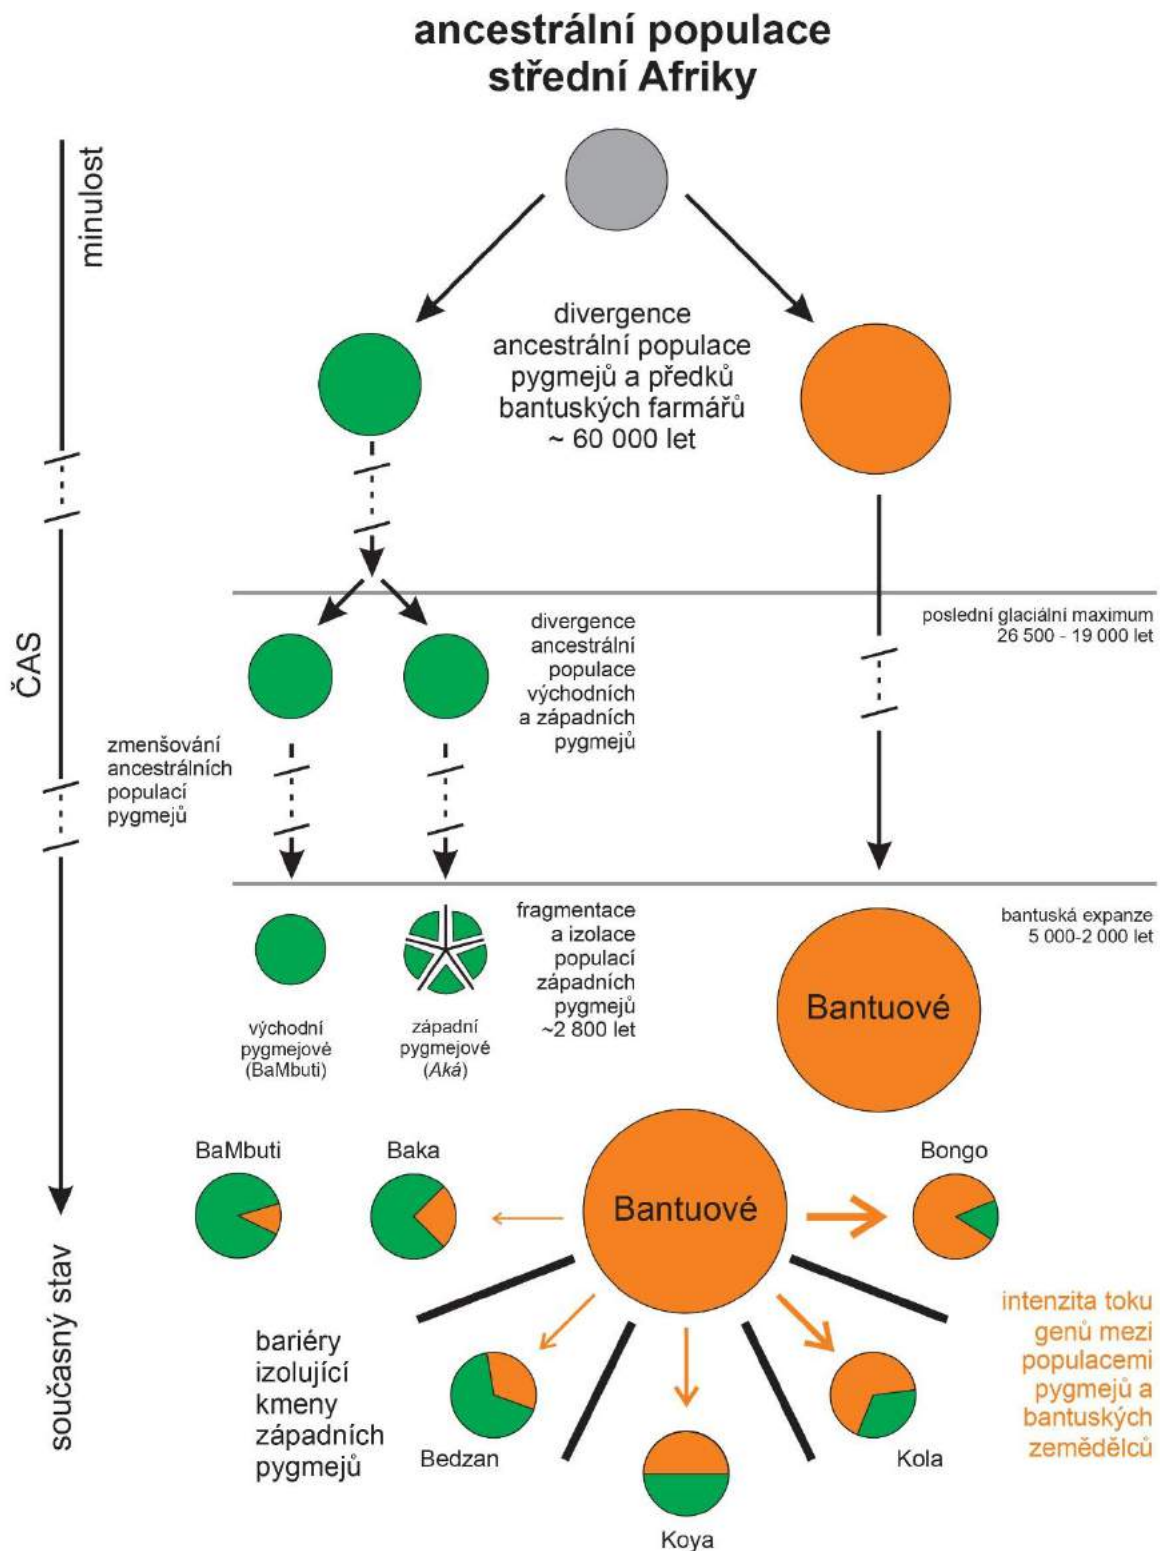 ancestrální populace
střední Afriky
minulost
divergence
ancestrální populace
pygmejů a předků
bantuských farmářů
~ 60 000 let
ČAS
poslední glaciální maximum
26 500 - 19 000 let
divergence
ancestrální
populace
východních
a západních
pygmejů
zmenšování
ancestrálních
populací
pygmejů
fragmentace
a izolace
populací
západních
pygmejů
~2 800 let
bantuská expanze
5 000-2 000 let
Bantuové
východní
pygmejové
(BaMbuti)
západní
pygmejové
(Aká)
BaMbuti
Baka
Bantuové
Bongo
současný stav
bariéry
izolující
kmeny
západních
pygmejů
Bedzan
Koya
Kola
intenzita toku
genů mezi
populacemi
pygmejů a
bantuských
zemědělců